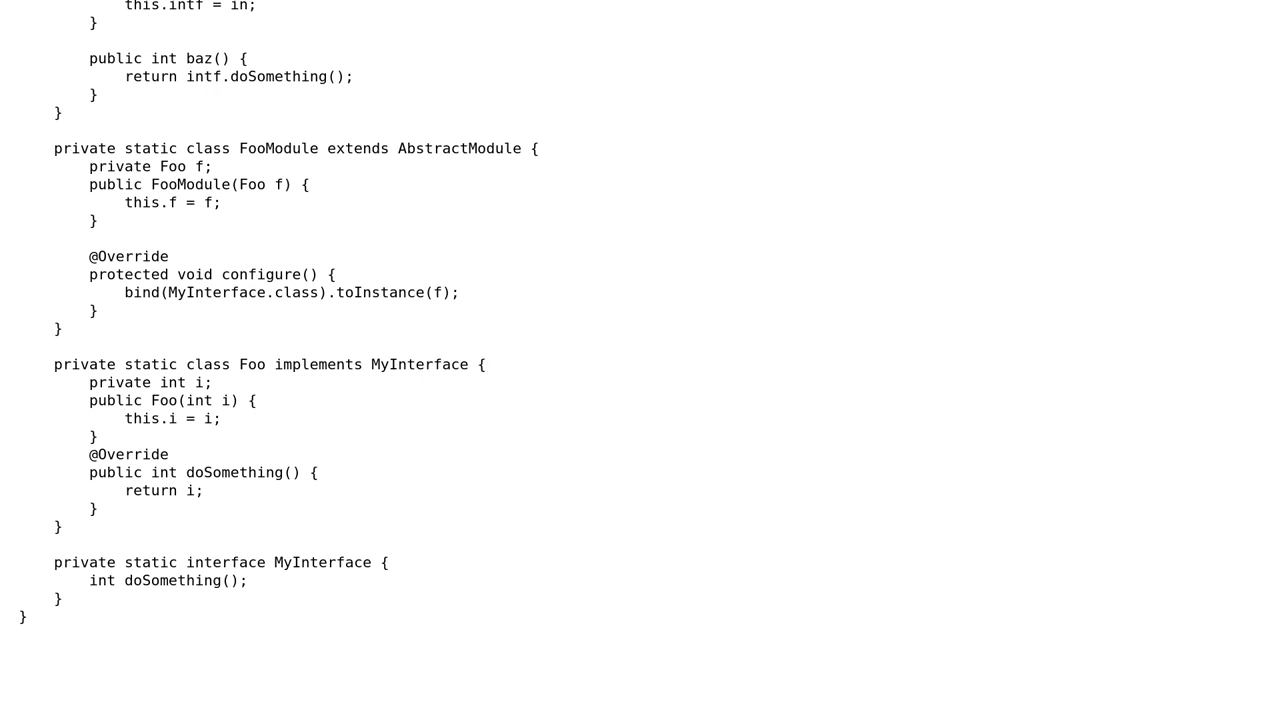 this.intf = in;
        }

        public int baz() {
            return intf.doSomething();
        }
    }

    private static class FooModule extends AbstractModule {
        private Foo f;
        public FooModule(Foo f) {
            this.f = f;
        }

        @Override
        protected void configure() {
            bind(MyInterface.class).toInstance(f);
        }
    }

    private static class Foo implements MyInterface {
        private int i;
        public Foo(int i) {
            this.i = i;
        }
        @Override
        public int doSomething() {
            return i;
        }
    }

    private static interface MyInterface {
        int doSomething();
    }
}